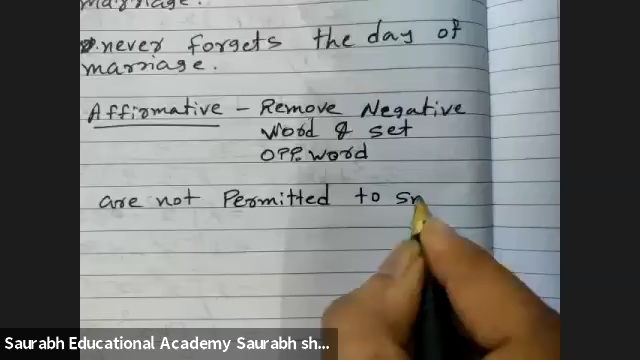 marriage.
never forgets the day of
marriage.
Affirmative - Remove Negative
Word & set
OPP. word
are not Permitted to sm
Saurabh Educational Academy Saurabh sh...